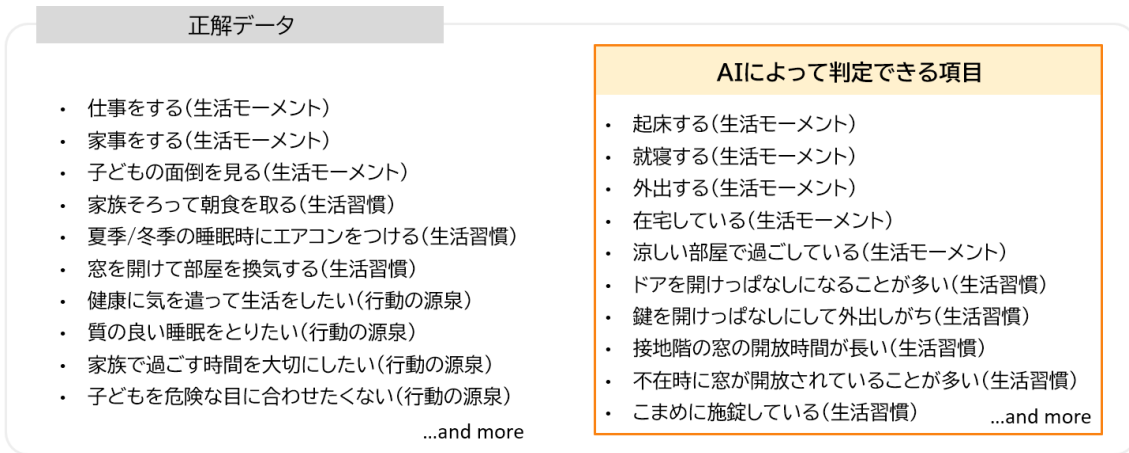 正解データ
• 仕事をする(生活モーメント)
• 家事をする(生活モーメント)
• 子どもの面倒を見る(生活モーメント)
• 家族そろって朝食を取る(生活習慣)
• 夏季/冬季の睡眠時にエアコンをつける(生活習慣)
• 窓を開けて部屋を換気する(生活習慣)
• 健康に気を遣って生活をしたい(行動の源泉)
• 質の良い睡眠をとりたい(行動の源泉)
• 家族で過ごす時間を大切にしたい(行動の源泉)
• 子どもを危険な目に合わせたくない(行動の源泉)
...and more
AIによって判定できる項目
• 起床する(生活モーメント)
• 就寝する(生活モーメント)
• 外出する(生活モーメント)
• 在宅している(生活モーメント)
• 涼しい部屋で過ごしている(生活モーメント)
• ドアを開けっぱなしになることが多い(生活習慣)
• 鍵を開けっぱなしにして外出しがち(生活習慣)
• 接地階の窓の開放時間が長い(生活習慣)
• 不在時に窓が開放されていることが多い(生活習慣)
• こまめに施錠している(生活習慣)
...and more